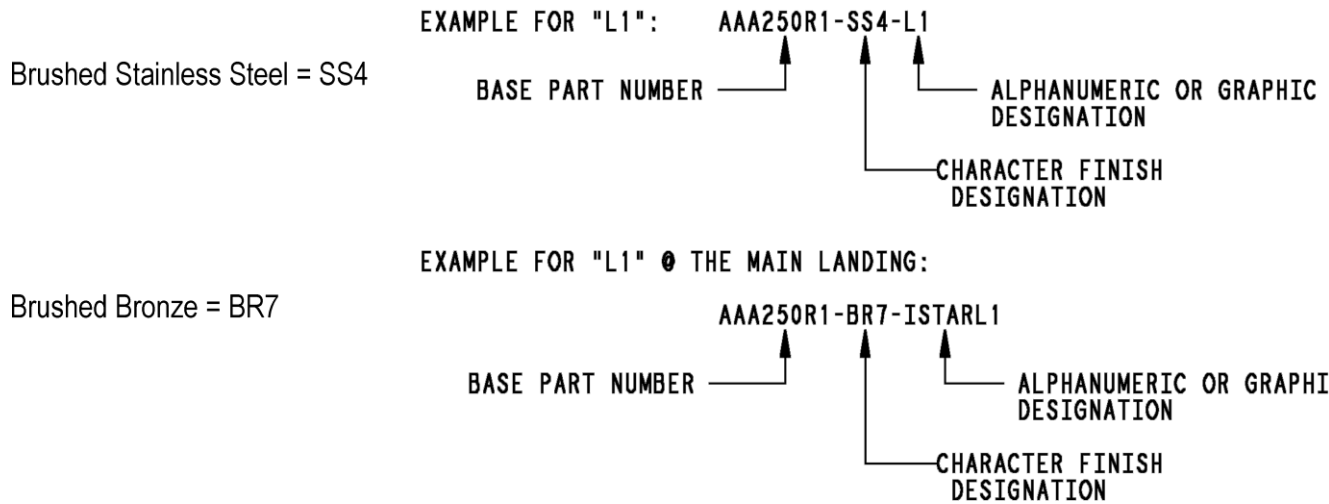 EXAMPLE FOR "L1": AAA250R1-SS4-L1
Brushed Stainless Steel = SS4
BASE PART NUMBER
ALPHANUMERIC OR GRAPHIC
DESIGNATION
CHARACTER FINISH
DESIGNATION
EXAMPLE FOR "L1" @ THE MAIN LANDING:
Brushed Bronze = BR7
AAA250R1-BR7-ISTARL1
BASE PART NUMBER
ALPHANUMERIC OR GRAPHI
DESIGNATION
CHARACTER FINISH
DESIGNATION